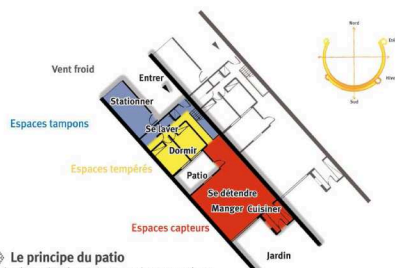 Nord
Eté
Hiver
Sud
Vent froid
Entrer
Stationner
Espaces tampons
Se laver
Dormir
Espaces tempérés
Patio
Se détendre
Manger Cuisiner
Espaces capteurs
Jardin
Le principe du patio